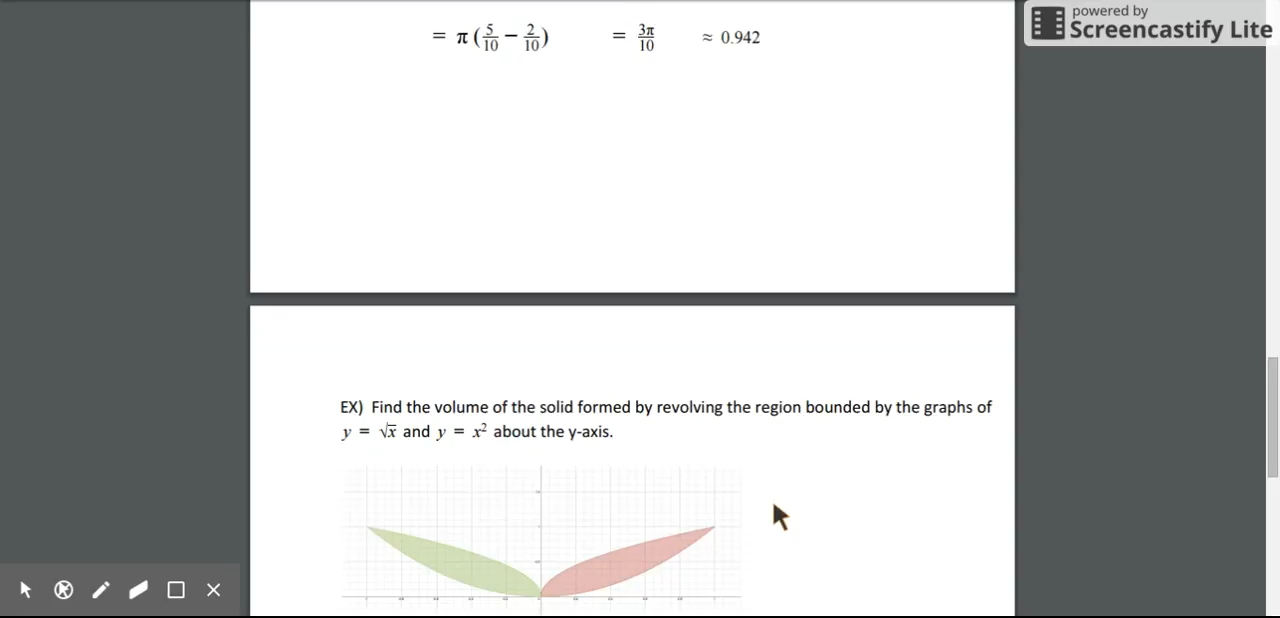 powered by
Screencastify Lite
= π (5/10 − 2/10) = 3π/10 ≈ 0.942
EX) Find the volume of the solid formed by revolving the region bounded by the graphs of
y = √x and y = x² about the y-axis.